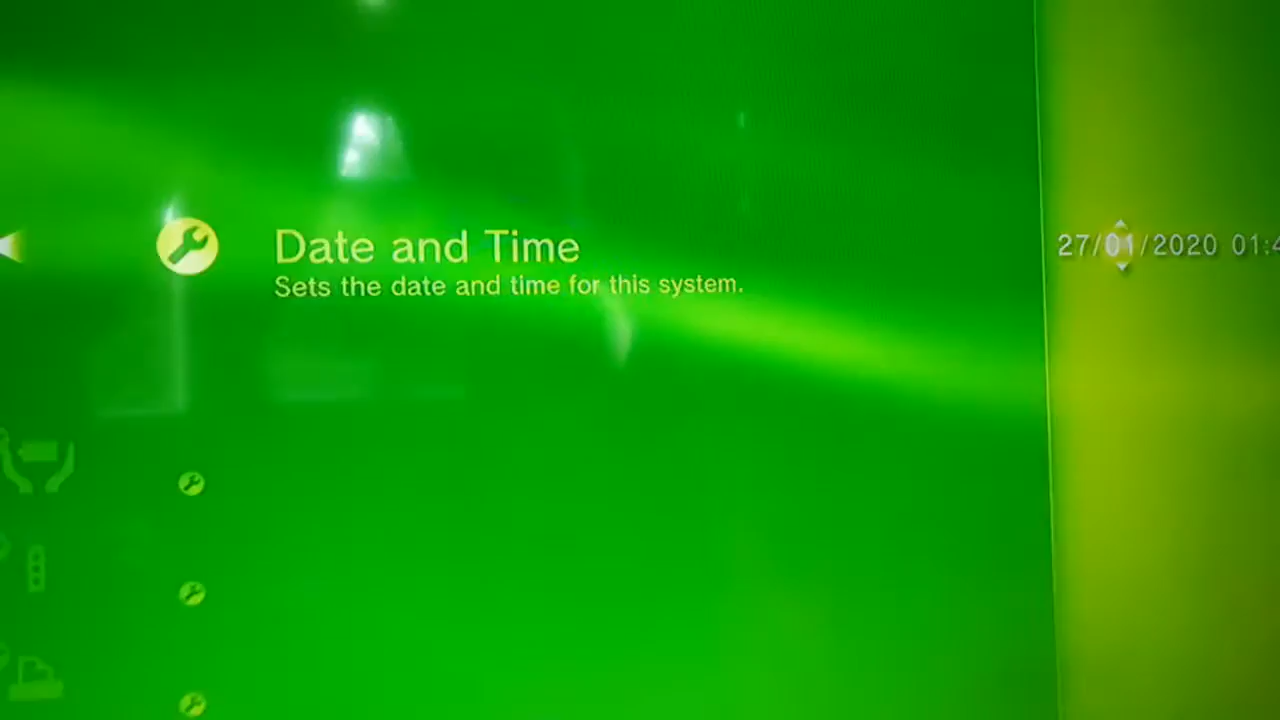 Date and Time
Sets the date and time for this system.
27/01/2020 01:4